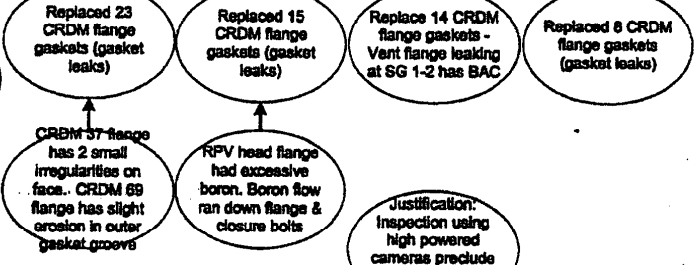 Replaced 23
CRDM flange
gaskets (gasket
leaks)
Replaced 15
CRDM flange
gaskets (gasket
leaks)
Replace 14 CRDM
flange gaskets -
Vent flange leaking
at SG 1-2 has BAC
Replaced 8 CRDM
flange gaskets
(gasket leaks)
CRDM 37 flange
has 2 small
irregularities on
face.. CRDM 69
flange has slight
erosion in outer
gasket groove
RPV head flange
had excessive
boron. Boron flow
ran down flange &
closure bolts
Justification:
Inspection using
high powered
cameras preclude